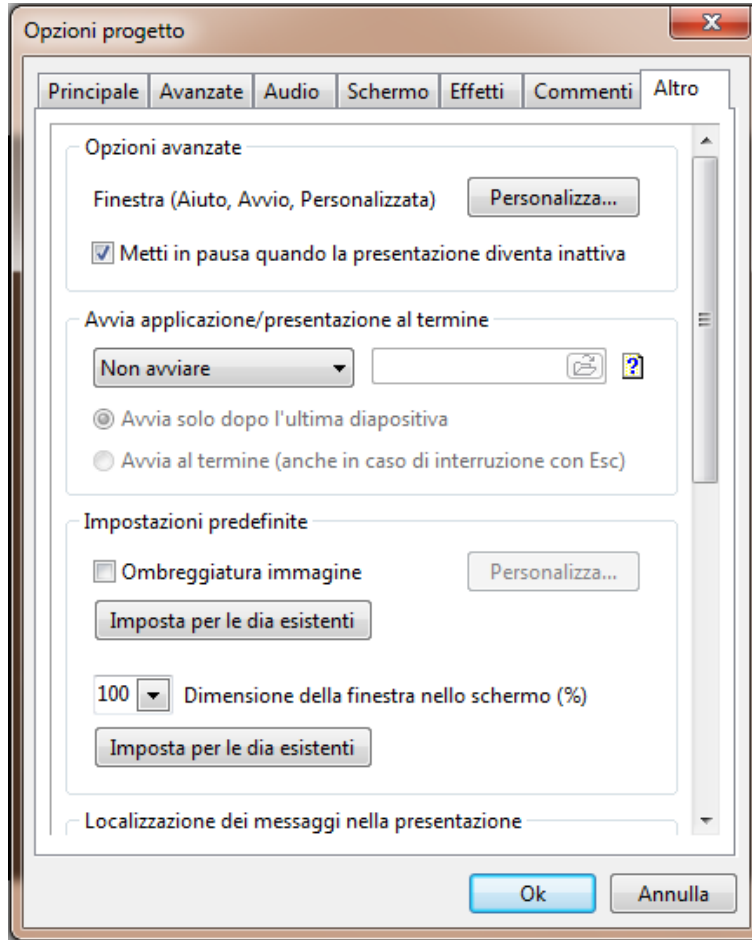 Opzioni progetto
Principale Avanzate Audio Schermo Effetti Commenti Altro
Opzioni avanzate
Finestra (Aiuto, Avvio, Personalizzata) Personalizza...
Metti in pausa quando la presentazione diventa inattiva
Avvia applicazione/presentazione al termine
Non avviare
Avvia solo dopo l'ultima diapositiva
Avvia al termine (anche in caso di interruzione con Esc)
Impostazioni predefinite
Ombreggiatura immagine Personalizza...
Imposta per le dia esistenti
100 Dimensione della finestra nello schermo (%)
Imposta per le dia esistenti
Localizzazione dei messaggi nella presentazione
Ok Annulla